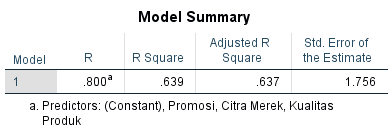 Model Summary
Adjusted R Std. Error of
Model R R Square Square the Estimate
1 .800a .639 .637 1.756
a. Predictors: (Constant), Promosi, Citra Merek, Kualitas
Produk